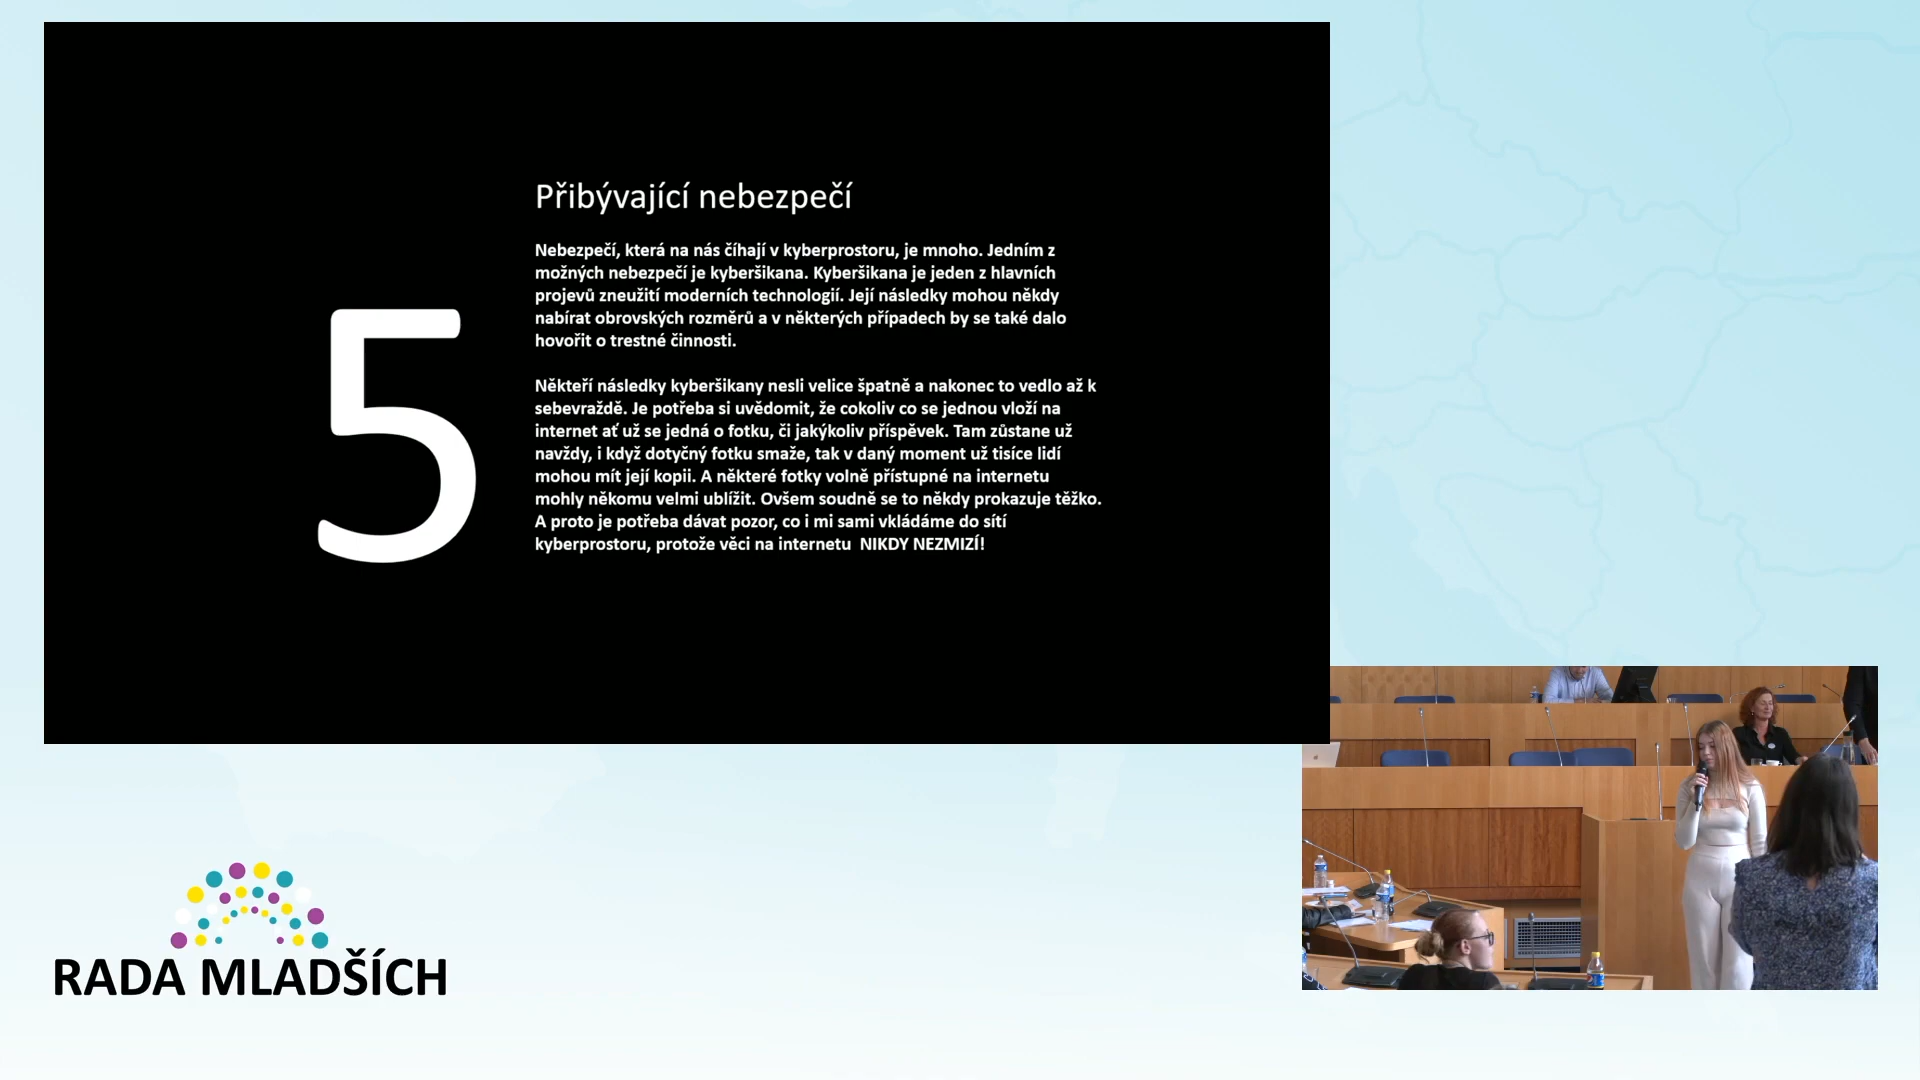 Přibývající nebezpečí
Nebezpečí, která na nás číhají v kyberprostoru, je mnoho. Jedním z
možných nebezpečí je kyberšikana. Kyberšikana je jeden z hlavních
projevů zneužití moderních technologií. Její následky mohou někdy
nabírat obrovských rozměrů a v některých případech by se také dalo
hovořit o trestné činnosti.
5
Někteří následky kyberšikany nesli velice špatně a nakonec to vedlo až k
sebevraždě. Je potřeba si uvědomit, že cokoliv co se jednou vloží na
internet ať už se jedná o fotku, či jakýkoliv příspěvek. Tam zůstane už
navždy, i když dotyčný fotku smaže, tak v daný moment už tisíce lidí
mohou mít její kopii. A některé fotky volně přístupné na internetu
mohly někomu velmi ublížit. Ovšem soudně se to někdy prokazuje těžko.
A proto je potřeba dávat pozor, co i mi sami vkládáme do sítí
kyberprostoru, protože věci na internetu  NIKDY NEZMIZÍ!
RADA MLADŠÍCH